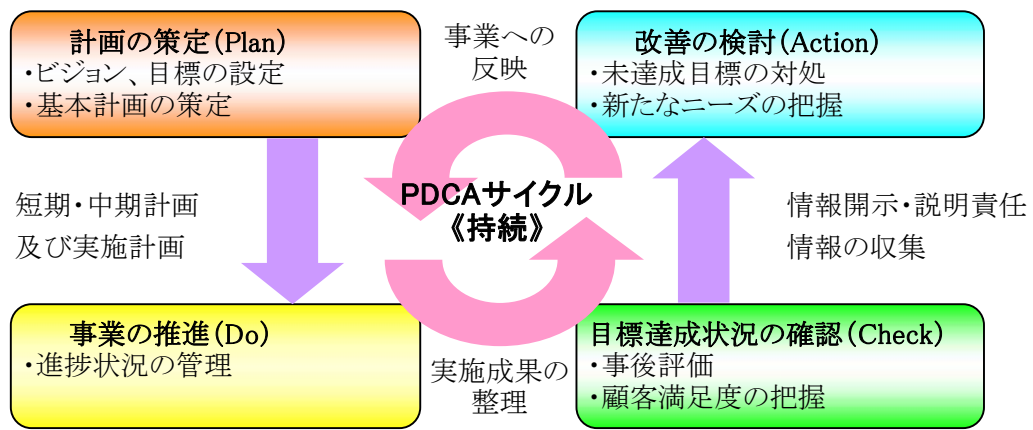 計画の策定(Plan)
・ビジョン、目標の設定
・基本計画の策定
事業への
反映
改善の検討(Action)
・未達成目標の対処
・新たなニーズの把握
短期・中期計画
及び実施計画
PDCAサイクル
《持続》
情報開示・説明責任
情報の収集
事業の推進(Do)
・進捗状況の管理
実施成果の
整理
目標達成状況の確認(Check)
・事後評価
・顧客満足度の把握